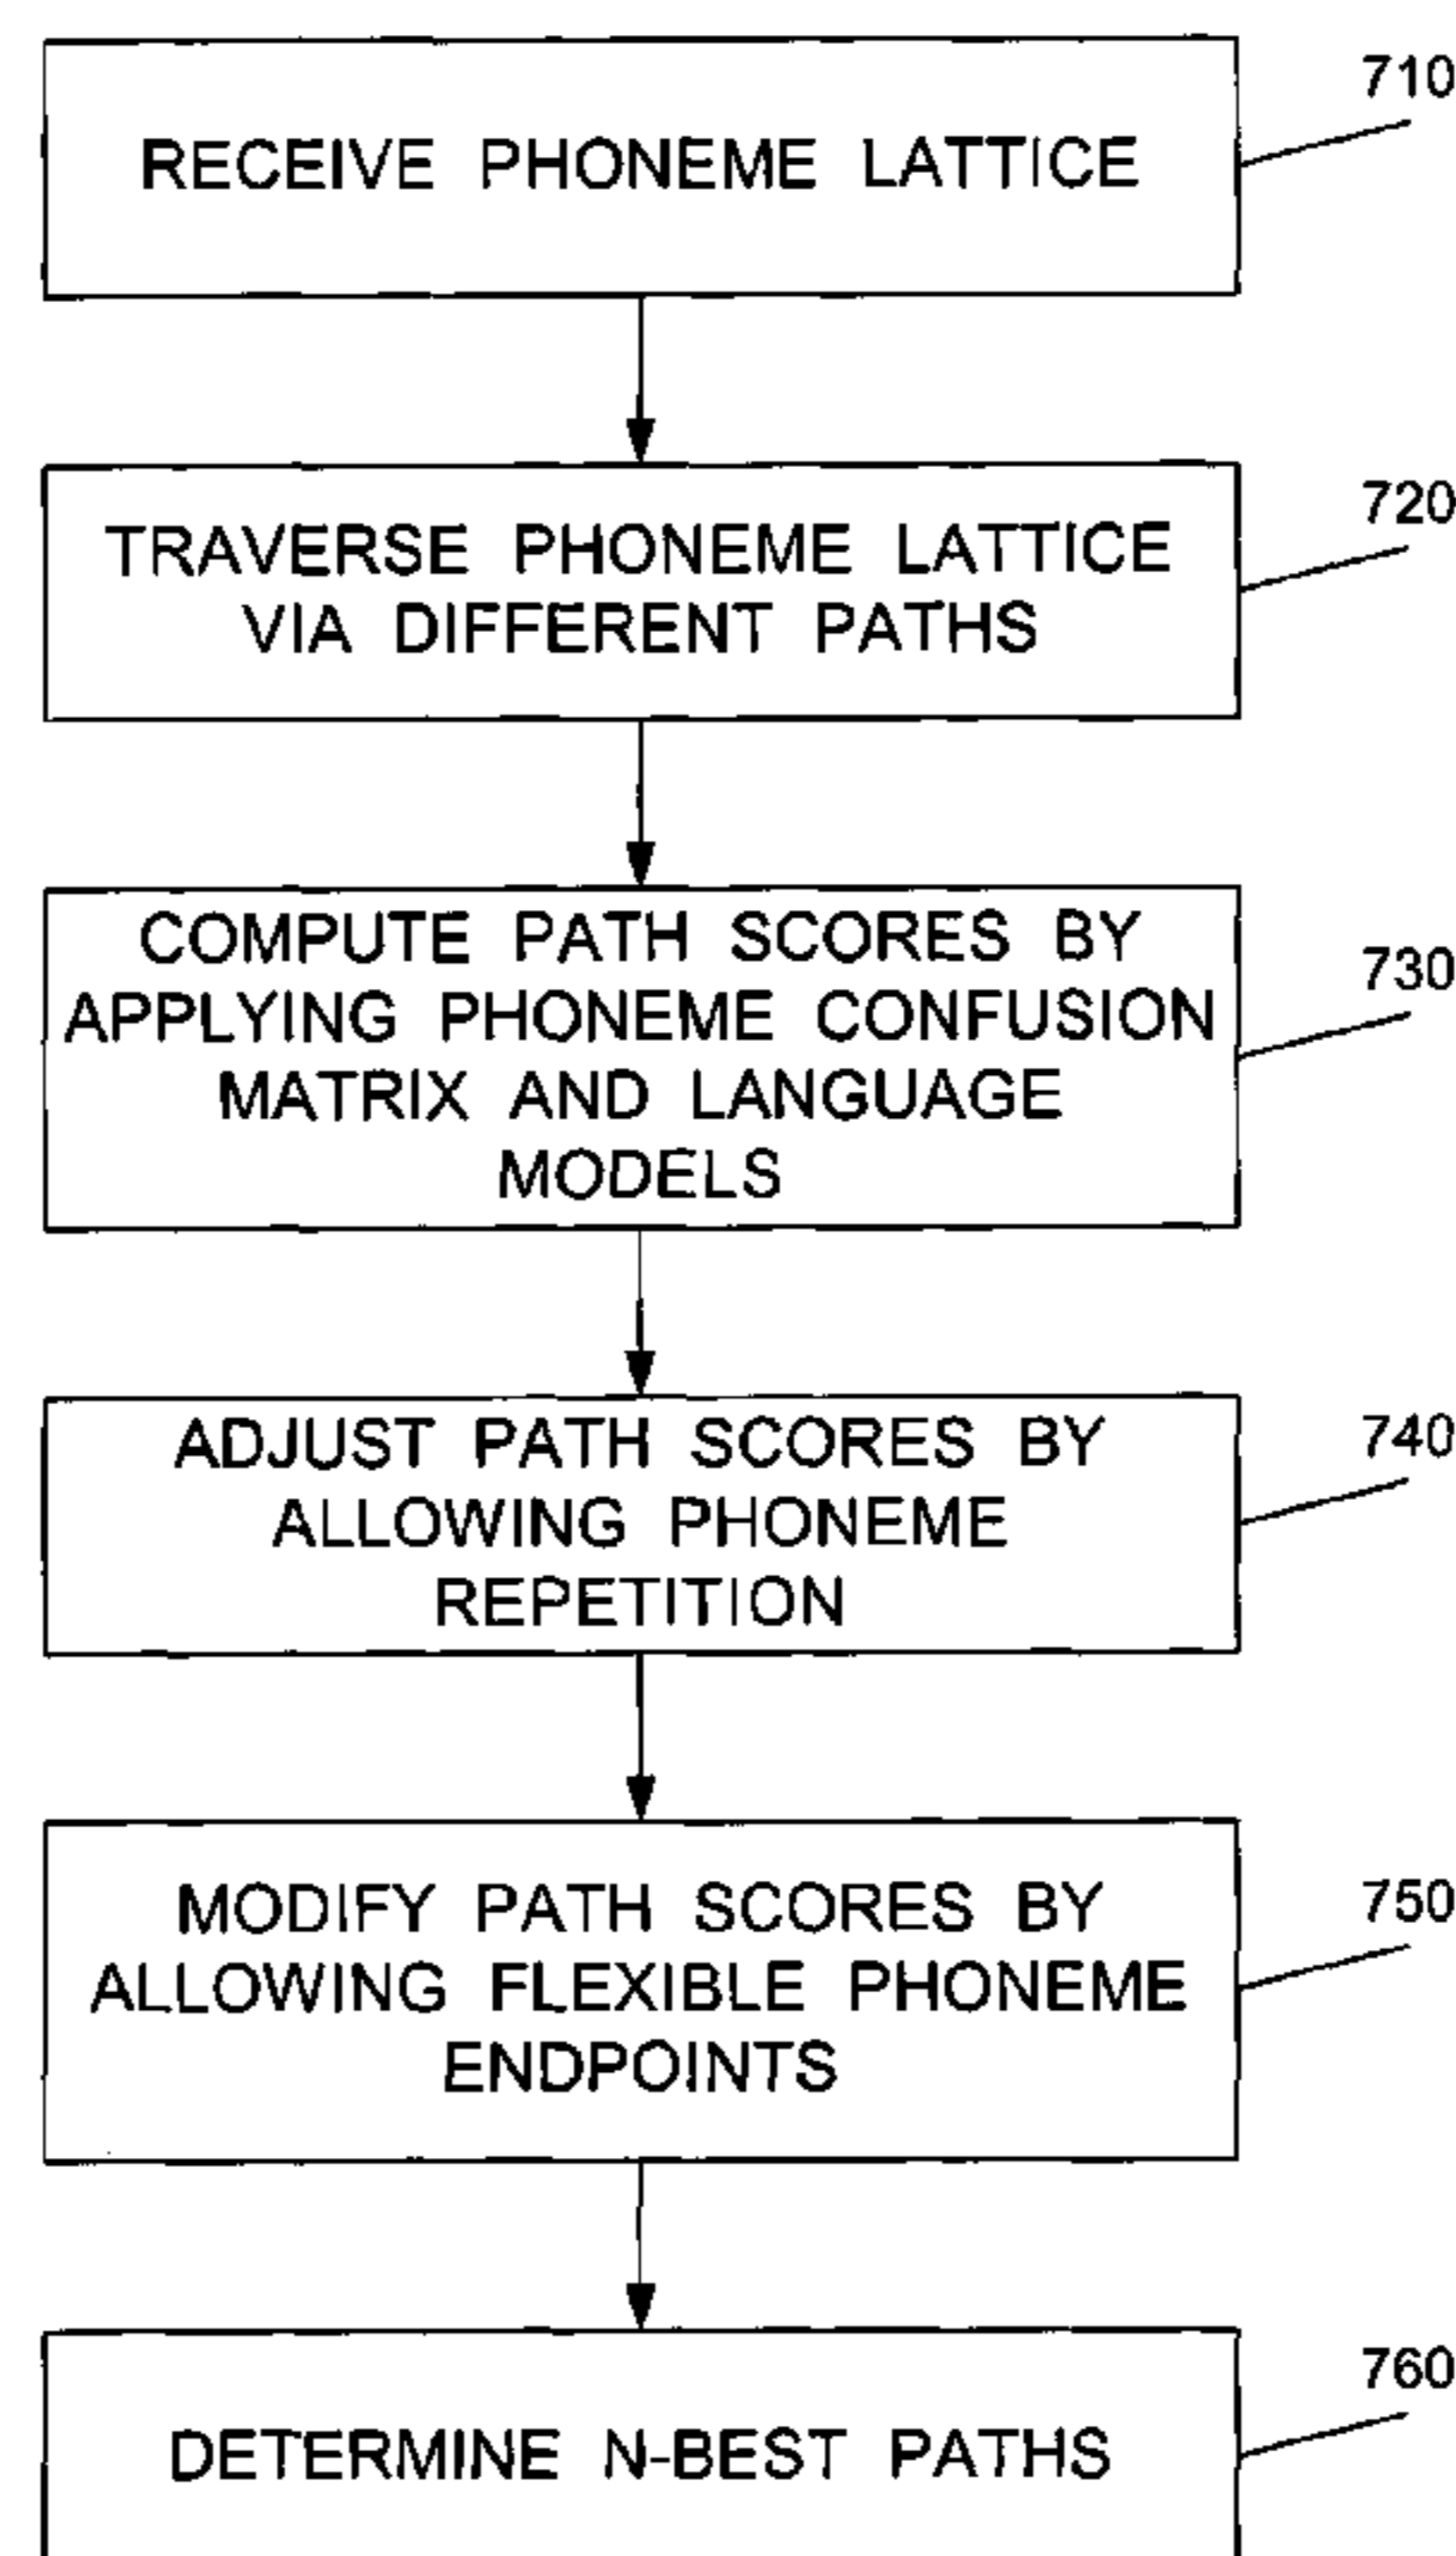 710
RECEIVE PHONEME LATTICE
720
TRAVERSE PHONEME LATTICE
VIA DIFFERENT PATHS
730
COMPUTE PATH SCORES BY
APPLYING PHONEME CONFUSION
MATRIX AND LANGUAGE
MODELS
740
ADJUST PATH SCORES BY
ALLOWING PHONEME
REPETITION
750
MODIFY PATH SCORES BY
ALLOWING FLEXIBLE PHONEME
ENDPOINTS
760
DETERMINE N-BEST PATHS